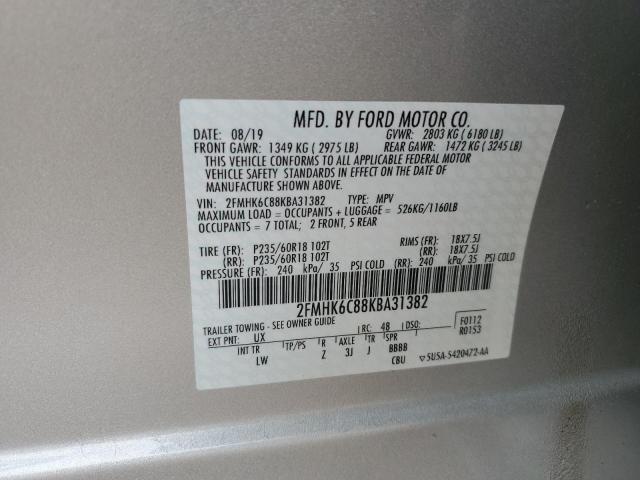 MFD. BY FORD MOTOR CO.
DATE: 08/19 GVWR: 2803 KG ( 6180 LB)
FRONT GAWR: 1349 KG ( 2975 LB) REAR GAWR: 1472 KG ( 3245 LB)
THIS VEHICLE CONFORMS TO ALL APPLICABLE FEDERAL MOTOR
VEHICLE SAFETY STANDARDS IN EFFECT ON THE DATE OF
MANUFACTURE SHOWN ABOVE.
VIN: 2FMHK6C88KBA31382 TYPE: MPV
MAXIMUM LOAD = OCCUPANTS + LUGGAGE = 526KG/1160LB
OCCUPANTS = 7 TOTAL; 2 FRONT, 5 REAR
TIRE (FR): P235/60R18 102T RIMS (FR): 18X7.5J
(RR): P235/60R18 102T (RR): 18X7.5J
PRESSURE (FR): 240 kPa/ 35 PSI COLD (RR): 240 kPa/ 35 PSI COLD
2FMHK6C88KBA31382
TRAILER TOWING - SEE OWNER GUIDE RC: 48 DSO: F0112
EXT PNT: UX R0153
INT TR TP/PS R AXLE TR SPR
LW Z 3J J BBBB
CBU 5U5A-5420472-AA